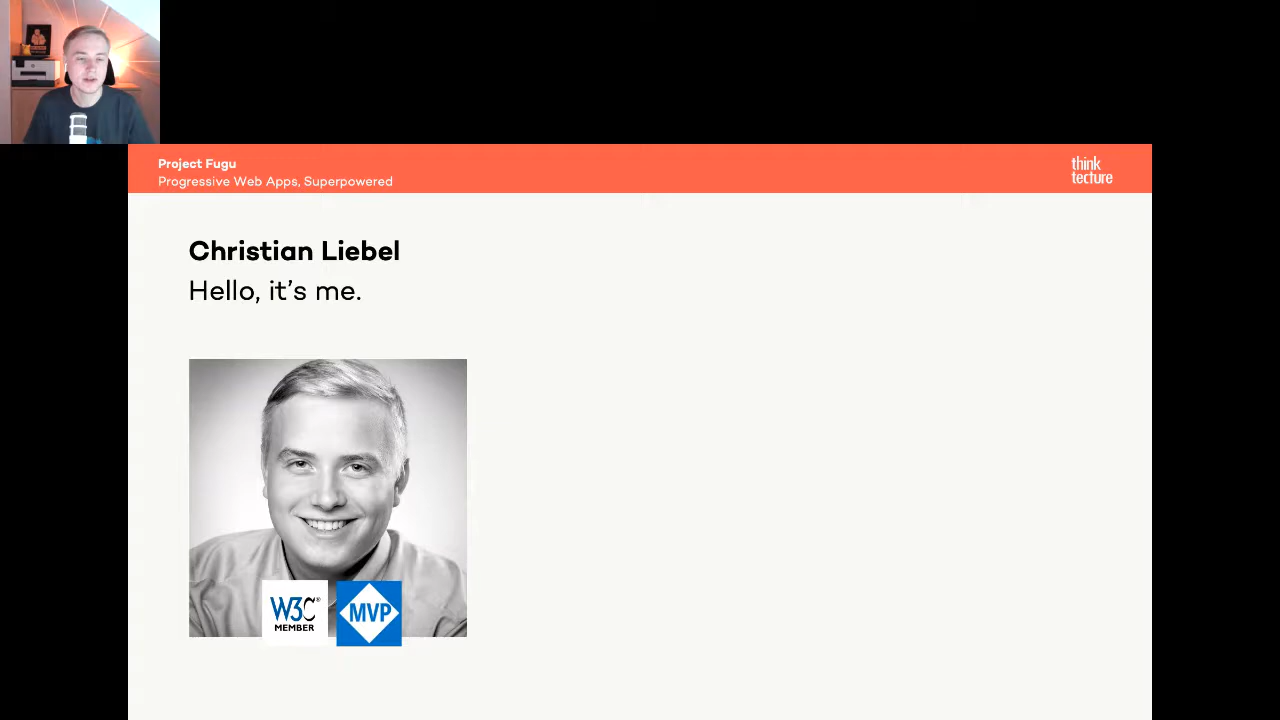 Project Fugu
Progressive Web Apps, Superpowered
think
tecture
Christian Liebel
Hello, it’s me.
W3C®
MEMBER
MVP